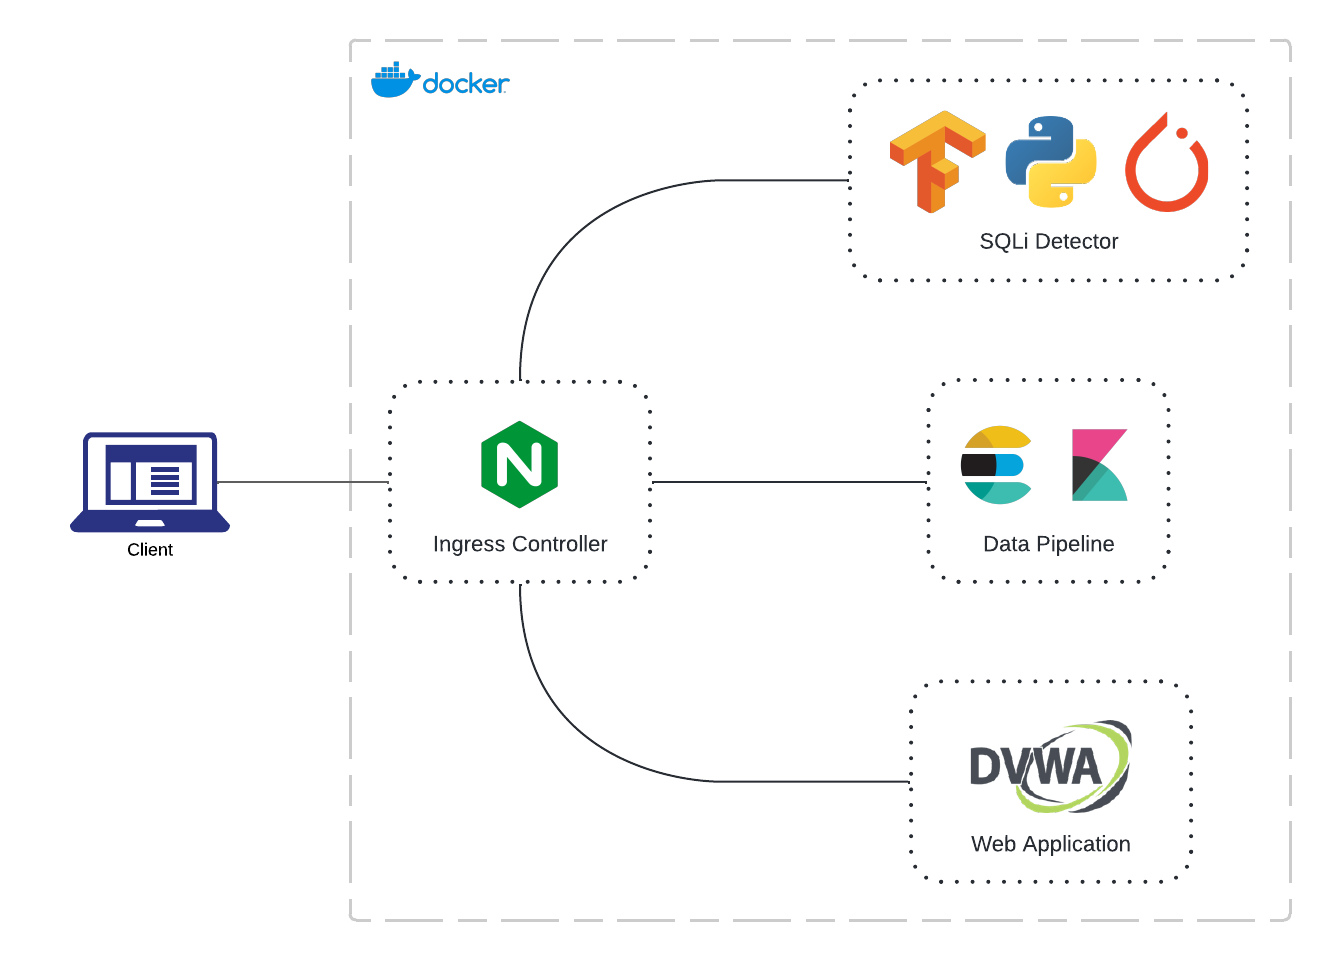 docker
SQLi Detector
Ingress Controller
Data Pipeline
Client
DVWA
Web Application